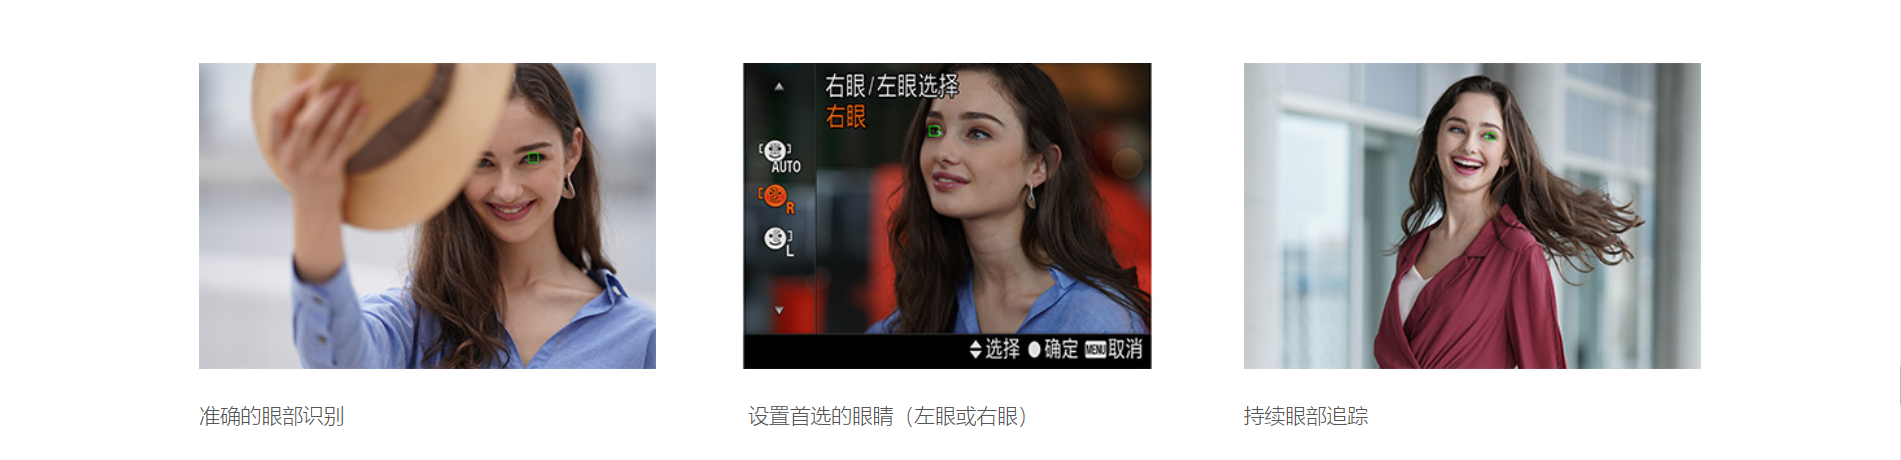 右眼/左眼选择
右眼
AUTO
R
L
选择 确定 MENU 取消
准确的眼部识别
设置首选的眼睛（左眼或右眼）
持续眼部追踪